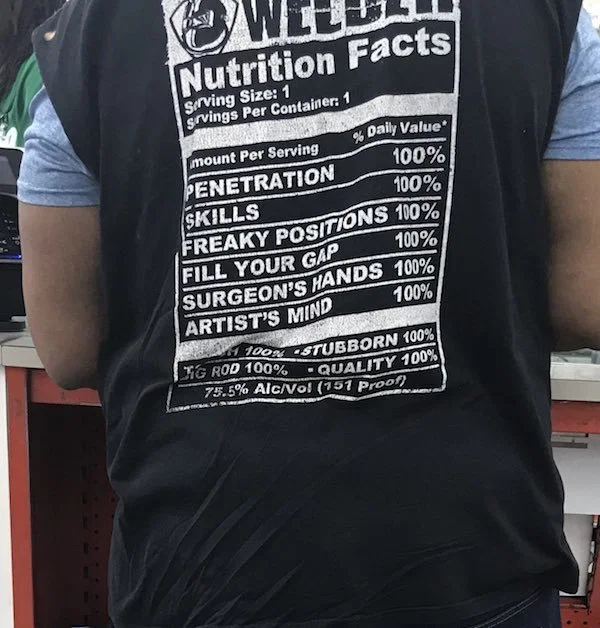 WELDER
Nutrition Facts
Serving Size: 1
Servings Per Container: 1
Amount Per Serving % Daily Value*
PENETRATION 100%
SKILLS 100%
FREAKY POSITIONS 100%
FILL YOUR GAP 100%
SURGEON'S HANDS 100%
ARTIST'S MIND 100%
100% •STUBBORN 100%
ROD 100% •QUALITY 100%
75.5% Alc/Vol (151 Proof)